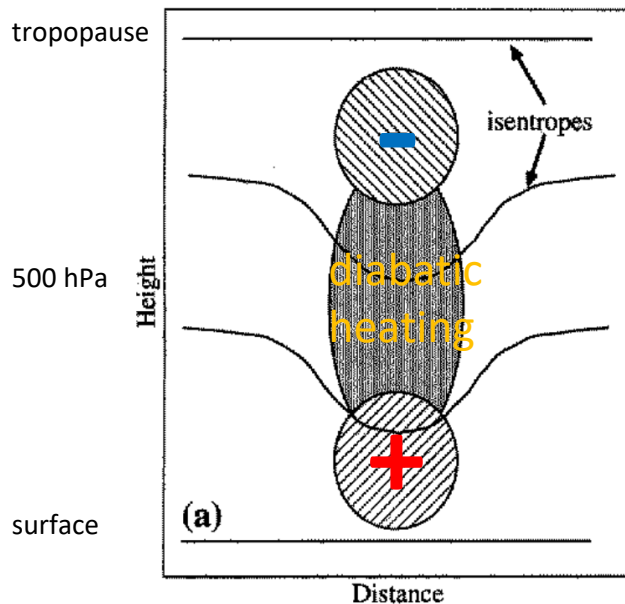 tropopause
isentropes
500 hPa
Height
diabatic
heating
surface
(a)
Distance